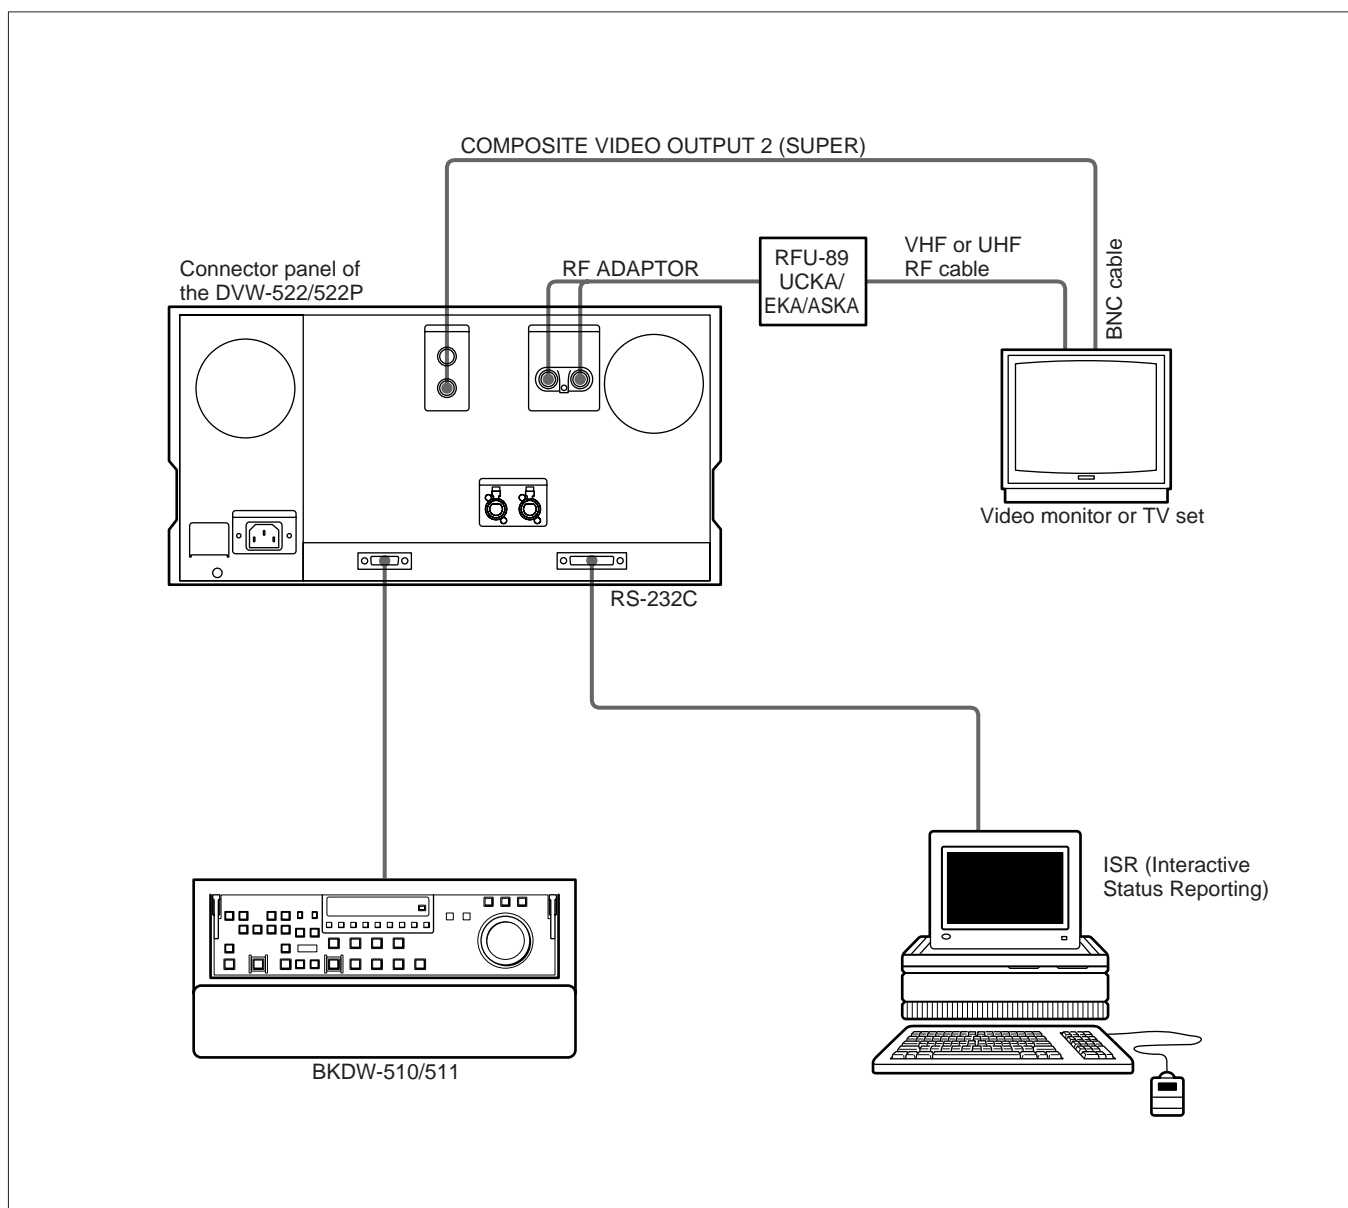 COMPOSITE VIDEO OUTPUT 2 (SUPER)
Connector panel of
the DVW-522/522P
RF ADAPTOR
RFU-89
UCKA/
EKA/ASKA
VHF or UHF
RF cable
BNC cable
Video monitor or TV set
RS-232C
ISR (Interactive
Status Reporting)
BKDW-510/511